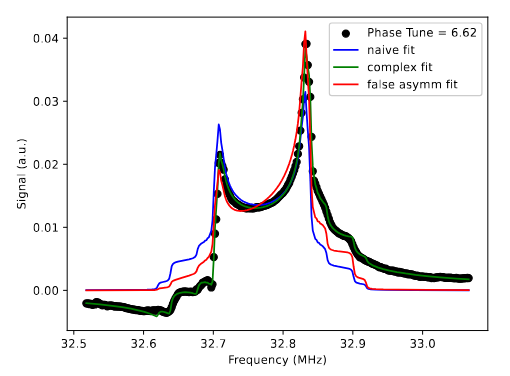 0.04
0.03
0.02
0.01
0.00
Signal (a.u.)
Phase Tune = 6.62
naive fit
complex fit
false asymm fit
32.5 32.6 32.7 32.8 32.9 33.0
Frequency (MHz)